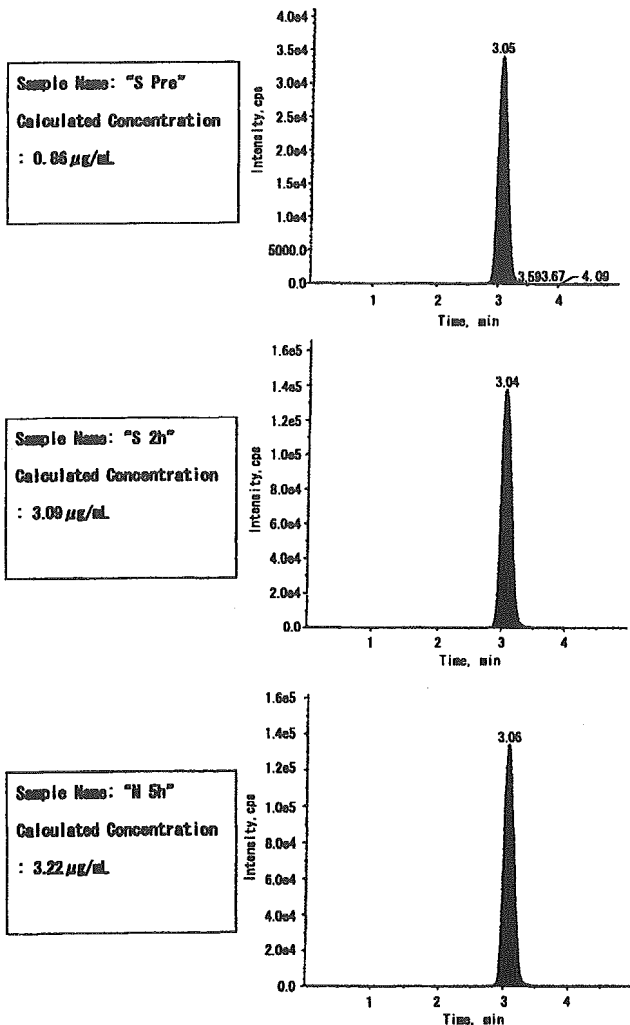 Sample Name: "S Pre"
Calculated Concentration
: 0.86 μg/mL
Intensity, cps
4.0e4
3.5e4
3.0e4
2.5e4
2.0e4
1.5e4
1.0e4
5000.0
0.0
3.05
3.593.67
4.09
1 2 3 4
Time, min
Sample Name: "S 2h"
Calculated Concentration
: 3.09 μg/mL
Intensity, cps
1.6e5
1.4e5
1.2e5
1.0e5
8.0e4
6.0e4
4.0e4
2.0e4
0.0
3.04
1 2 3 4
Time, min
Sample Name: "N 5h"
Calculated Concentration
: 3.22 μg/mL
Intensity, cps
1.6e5
1.4e5
1.2e5
1.0e5
8.0e4
6.0e4
4.0e4
2.0e4
0.0
3.06
1 2 3 4
Time, min